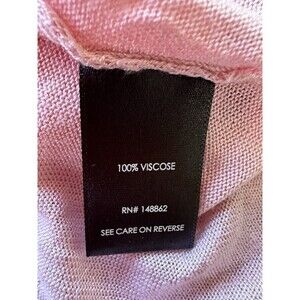 100% VISCOSE
RN# 148862
SEE CARE ON REVERSE